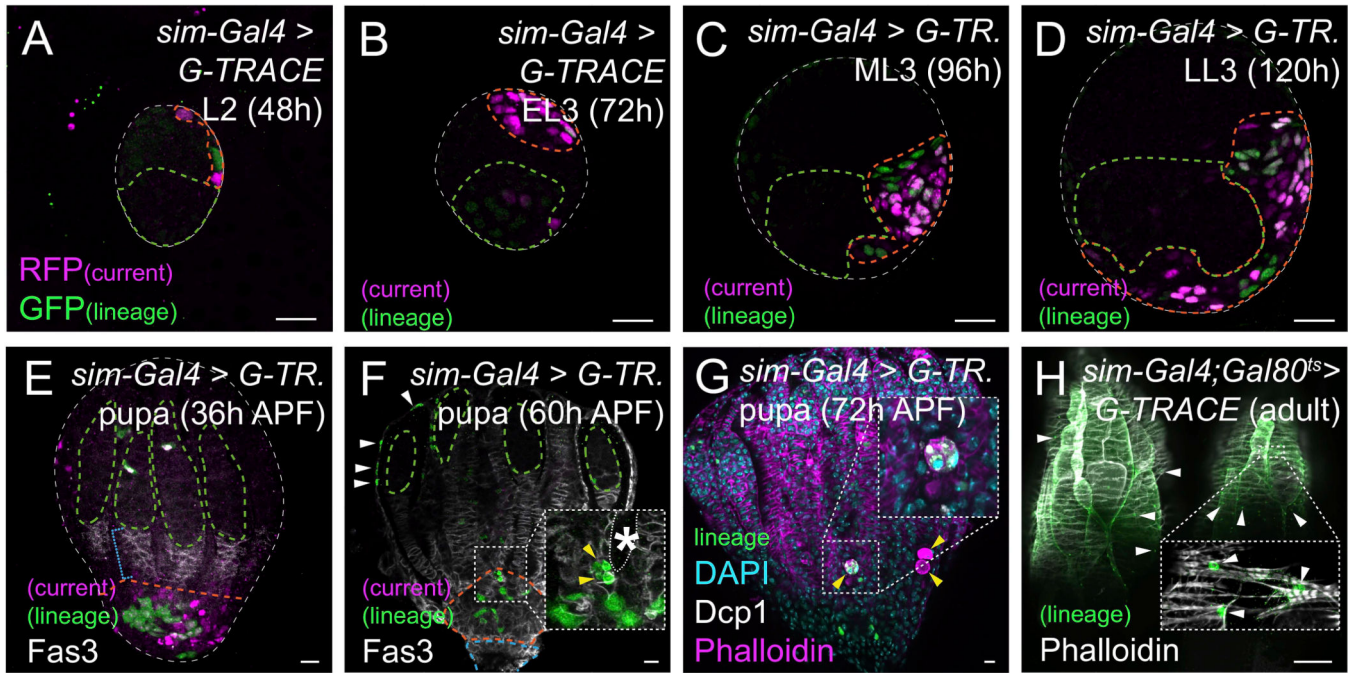 A
sim-Gal4 >
G-TRACE
L2 (48h)
RFP(current)
GFP(lineage)
B
sim-Gal4 >
G-TRACE
EL3 (72h)
(current)
(lineage)
C
sim-Gal4 > G-TR.
ML3 (96h)
(current)
(lineage)
D
sim-Gal4 > G-TR.
LL3 (120h)
(current)
(lineage)
E
sim-Gal4 > G-TR.
pupa (36h APF)
(current)
(lineage)
Fas3
F
sim-Gal4 > G-TR.
pupa (60h APF)
*
(current)
(lineage)
Fas3
G
sim-Gal4 > G-TR.
pupa (72h APF)
lineage
DAPI
Dcp1
Phalloidin
H
sim-Gal4;Gal80ts>
G-TRACE (adult)
(lineage)
Phalloidin